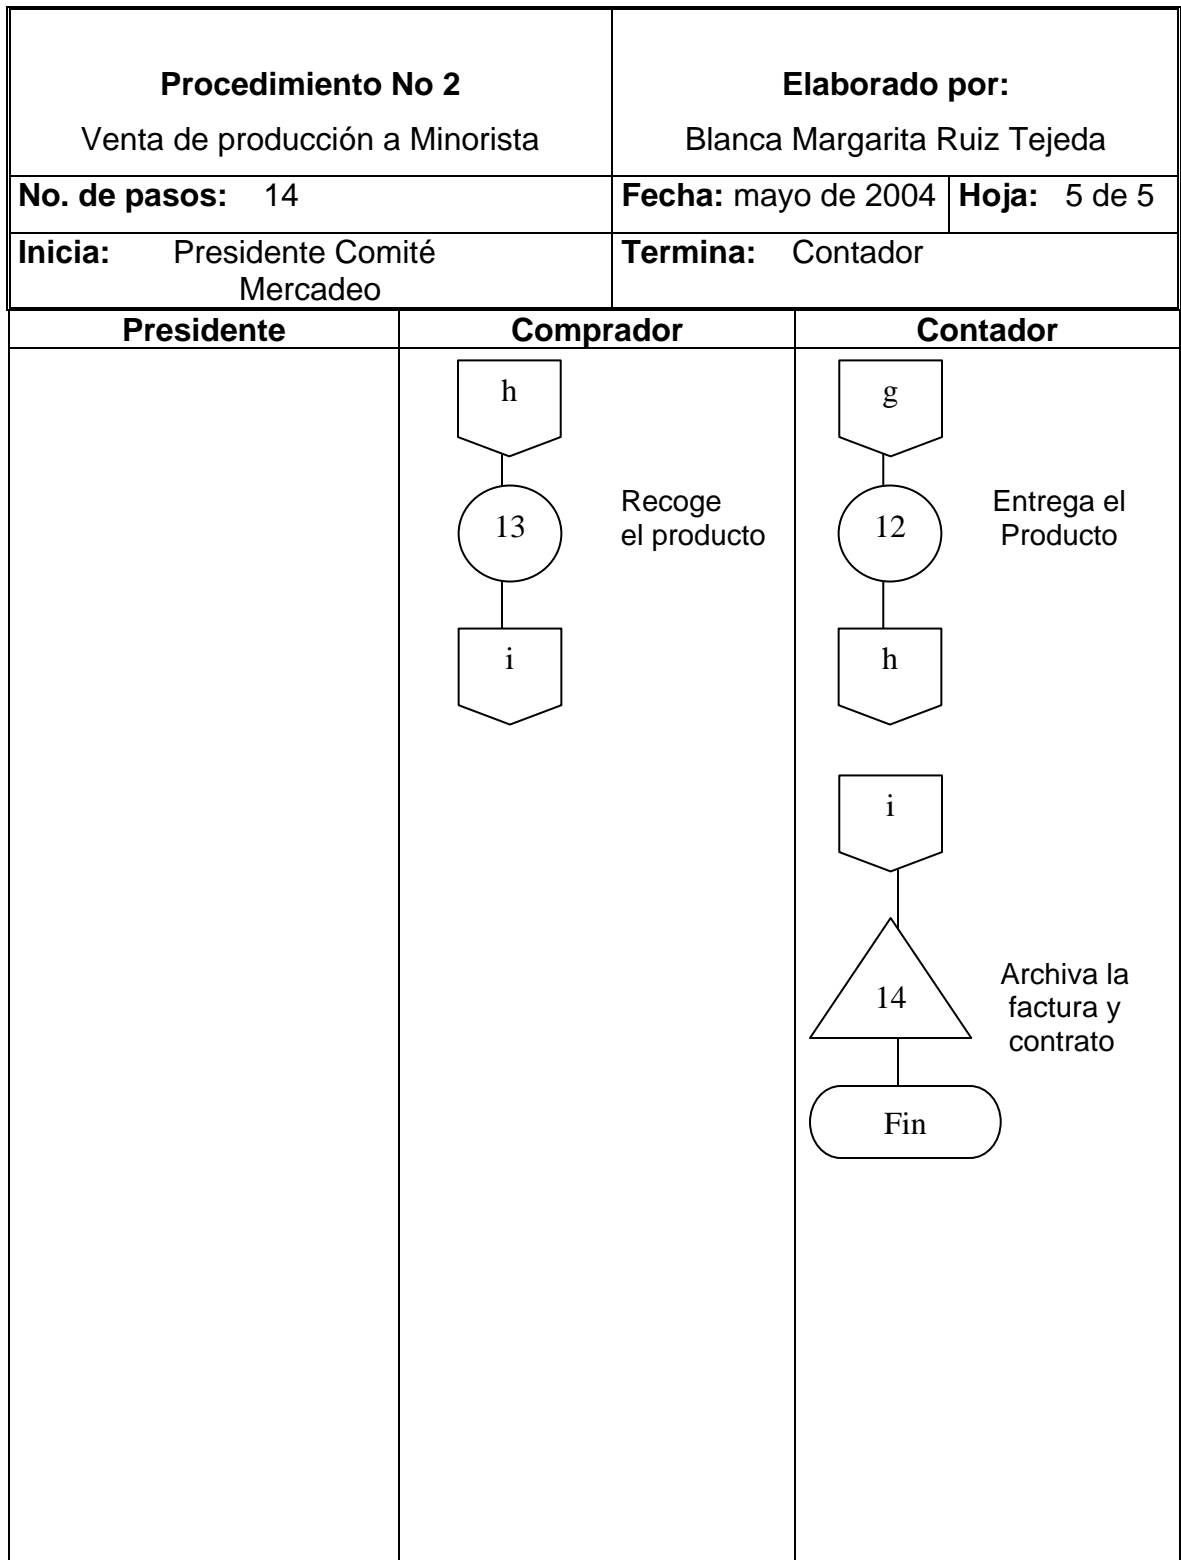 Procedimiento No 2
Venta de producción a Minorista
Elaborado por:
Blanca Margarita Ruiz Tejeda
No. de pasos: 14
Fecha: mayo de 2004
Hoja: 5 de 5
Inicia: Presidente Comité
Mercadeo
Termina: Contador
Presidente
Comprador
Contador
h
13
Recoge
el producto
i
g
12
Entrega el
Producto
h
i
14
Archiva la
factura y
contrato
Fin